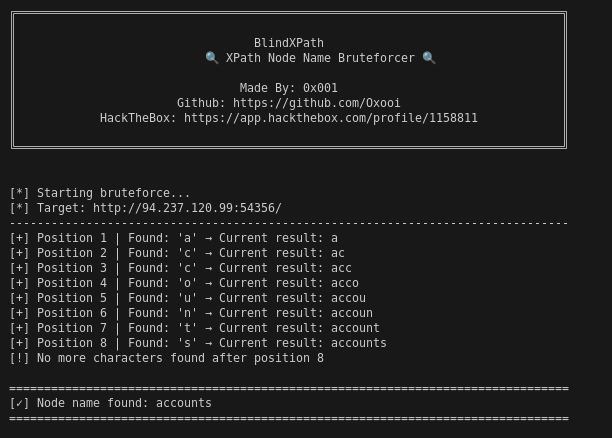 BlindXPath
🔍 XPath Node Name Bruteforcer 🔍
Made By: 0x001
Github: https://github.com/Oxooi
HackTheBox: https://app.hackthebox.com/profile/1158811
[*] Starting bruteforce...
[*] Target: http://94.237.120.99:54356/
--------------------------------------------------------------------------------
[+] Position 1 | Found: 'a' → Current result: a
[+] Position 2 | Found: 'c' → Current result: ac
[+] Position 3 | Found: 'c' → Current result: acc
[+] Position 4 | Found: 'o' → Current result: acco
[+] Position 5 | Found: 'u' → Current result: accou
[+] Position 6 | Found: 'n' → Current result: accoun
[+] Position 7 | Found: 't' → Current result: account
[+] Position 8 | Found: 's' → Current result: accounts
[!] No more characters found after position 8
================================================================================
[✓] Node name found: accounts
================================================================================